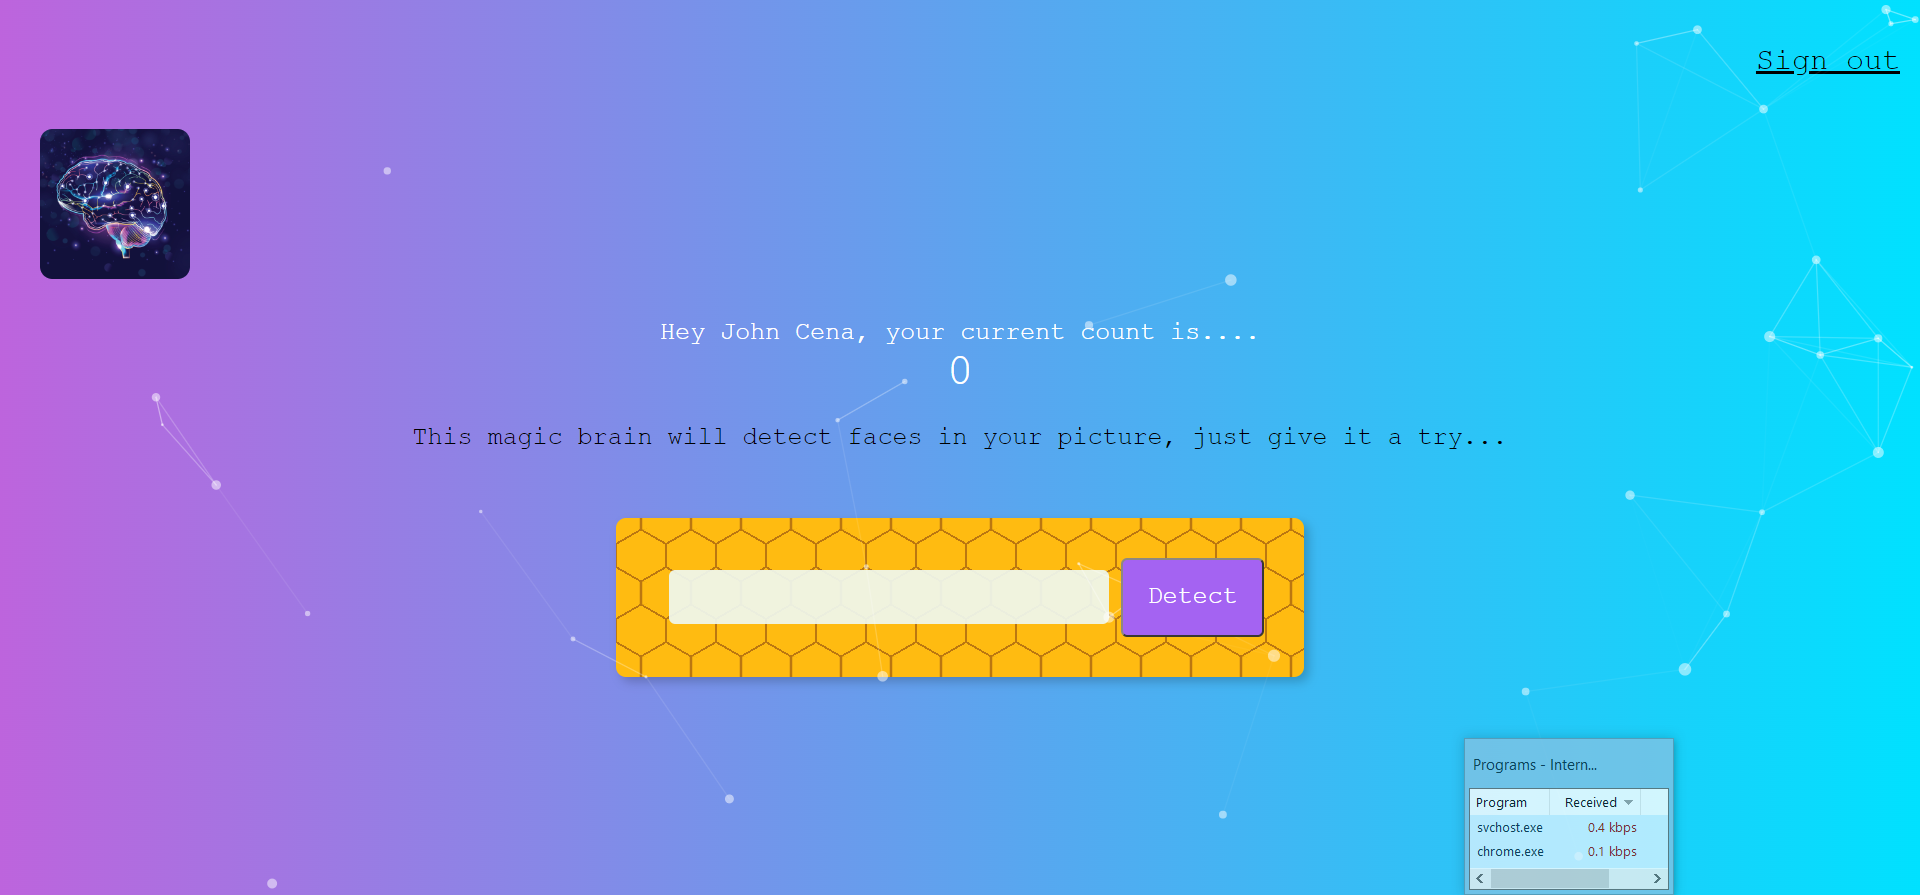 Sign out
Hey John Cena, your current count is....
0
This magic brain will detect faces in your picture, just give it a try...
Detect
Programs - Intern...
Program Received
svchost.exe 0.4 kbps
chrome.exe 0.1 kbps